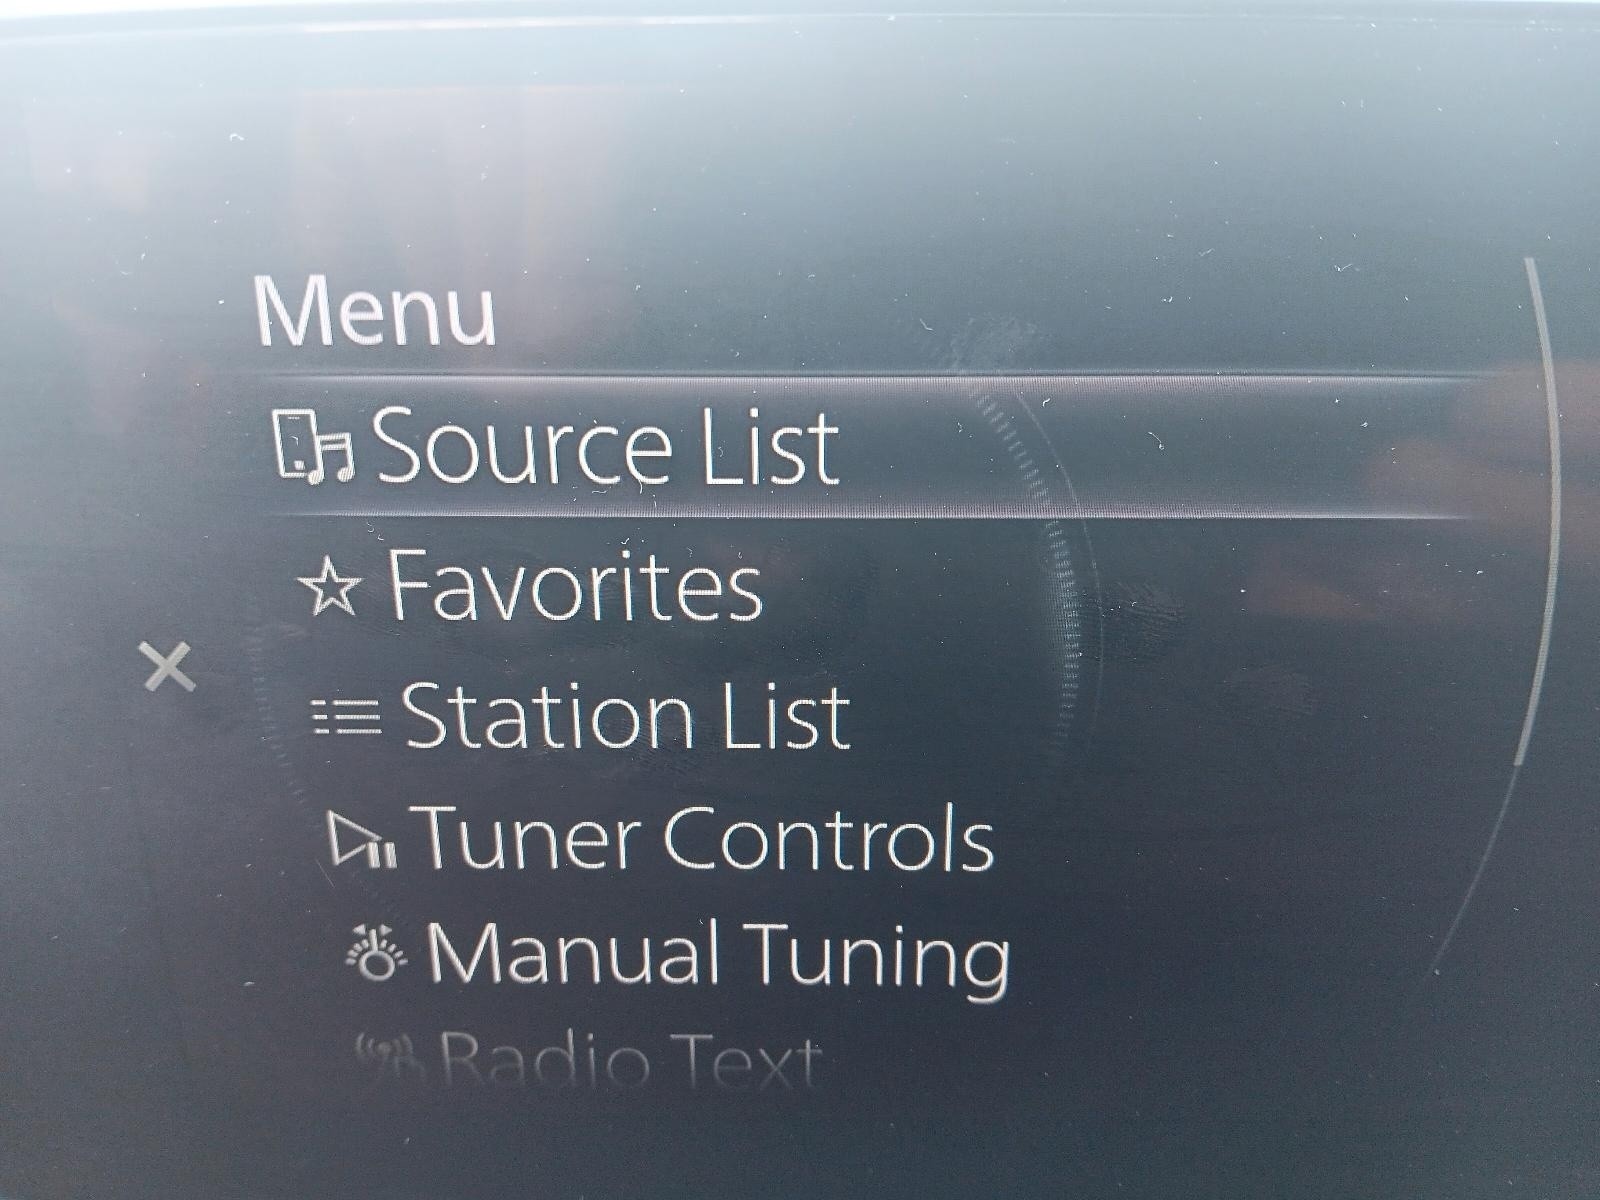 Menu
Source List
Favorites
Station List
Tuner Controls
Manual Tuning
Radio Text